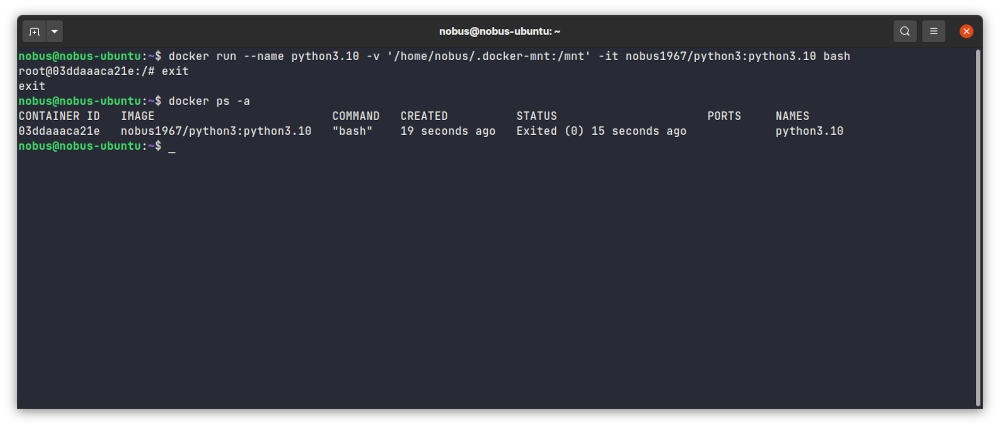 nobus@nobus-ubuntu: ~
nobus@nobus-ubuntu:~$ docker run --name python3.10 -v '/home/nobus/.docker-mnt:/mnt' -it nobus1967/python3:python3.10 bash
root@03ddaaaca21e:/# exit
exit
nobus@nobus-ubuntu:~$ docker ps -a
CONTAINER ID   IMAGE                          COMMAND   CREATED          STATUS                      PORTS     NAMES
03ddaaaca21e   nobus1967/python3:python3.10   "bash"    19 seconds ago   Exited (0) 15 seconds ago             python3.10
nobus@nobus-ubuntu:~$ _